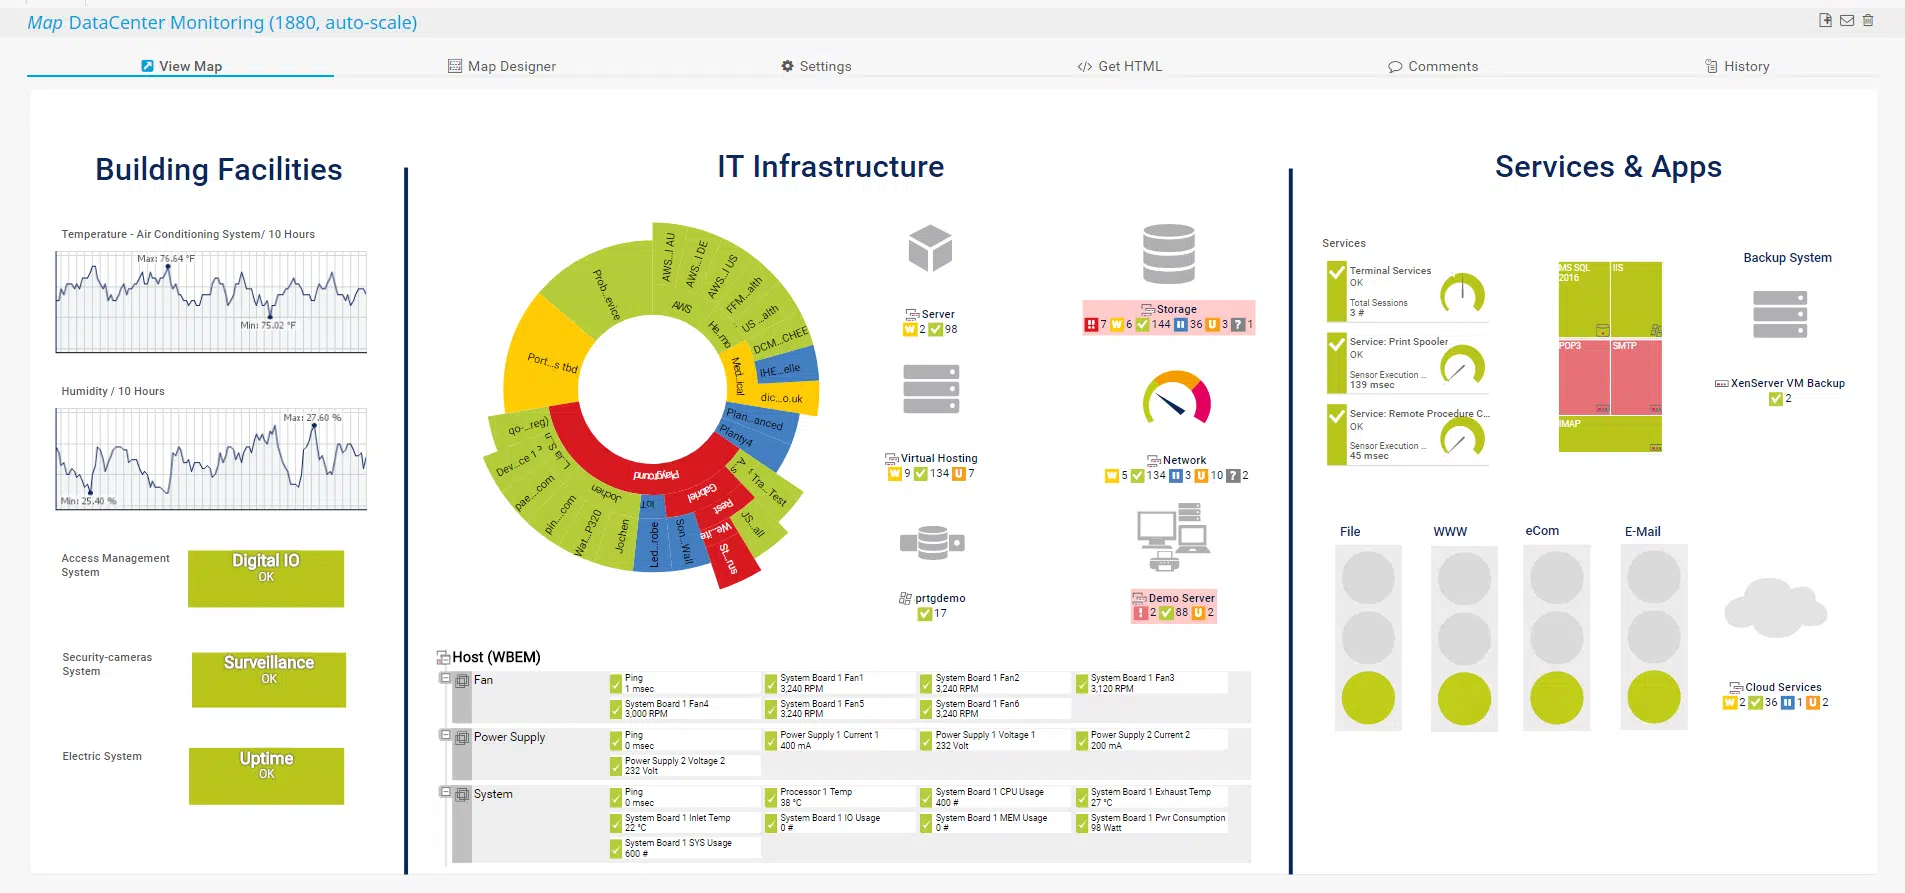 Map DataCenter Monitoring (1880, auto-scale)
View Map
Map Designer
Settings
</> Get HTML
Comments
History
Building Facilities
Temperature - Air Conditioning System/ 10 Hours
Max: 76.64 °F
Min: 75.02 °F
Humidity / 10 Hours
Max: 27.60 %
Min: 25.40 %
Access Management
System
Digital IO
OK
Security-cameras
System
Surveillance
OK
Electric System
Uptime
OK
IT Infrastructure
AWS...l AU
AWS...l DE
AWS...l US
FFM...alth
US ...alth
DCM...CHEE
IHE...elle
dic...o.uk
Prob...evice
AWS
He...mo
Med...ical
Port...s tbd
Plan...anced
Planty4
Playground
qo-...reg)
Dev...ce 1
pae...com
pin...com
Wat...P320
Jochen
Jochen
IoT
Led...robe
Son...Wall
Gabriel
Rest
We...ite
Tra...Test
JS...all
Server
W 2 98
Storage
!! 7 W 6 144 36 U 3 ? 1
Virtual Hosting
W 9 134 U 7
Network
W 5 134 3 U 10 ? 2
prtgdemo
17
Demo Server
! 2 88 U 2
Host (WBEM)
Fan
Ping
1 msec
System Board 1 Fan1
3,240 RPM
System Board 1 Fan2
3,240 RPM
System Board 1 Fan3
3,120 RPM
System Board 1 Fan4
3,000 RPM
System Board 1 Fan5
3,240 RPM
System Board 1 Fan6
3,240 RPM
Power Supply
Ping
0 msec
Power Supply 1 Current 1
400 mA
Power Supply 1 Voltage 1
232 Volt
Power Supply 2 Current 2
200 mA
Power Supply 2 Voltage 2
232 Volt
System
Ping
0 msec
Processor 1 Temp
38 °C
System Board 1 CPU Usage
400 #
System Board 1 Exhaust Temp
27 °C
System Board 1 Inlet Temp
22 °C
System Board 1 IO Usage
0 #
System Board 1 MEM Usage
0 #
System Board 1 Pwr Consumption
98 Watt
System Board 1 SYS Usage
600 #
Services & Apps
Services
Terminal Services
OK
Total Sessions
3 #
Service: Print Spooler
OK
Sensor Execution ...
139 msec
Service: Remote Procedure C...
OK
Sensor Execution ...
45 msec
MS SQL
2016
IIS
POP3
SMTP
IMAP
Backup System
XenServer VM Backup
2
File
WWW
eCom
E-Mail
Cloud Services
W 2 36 1 U 2